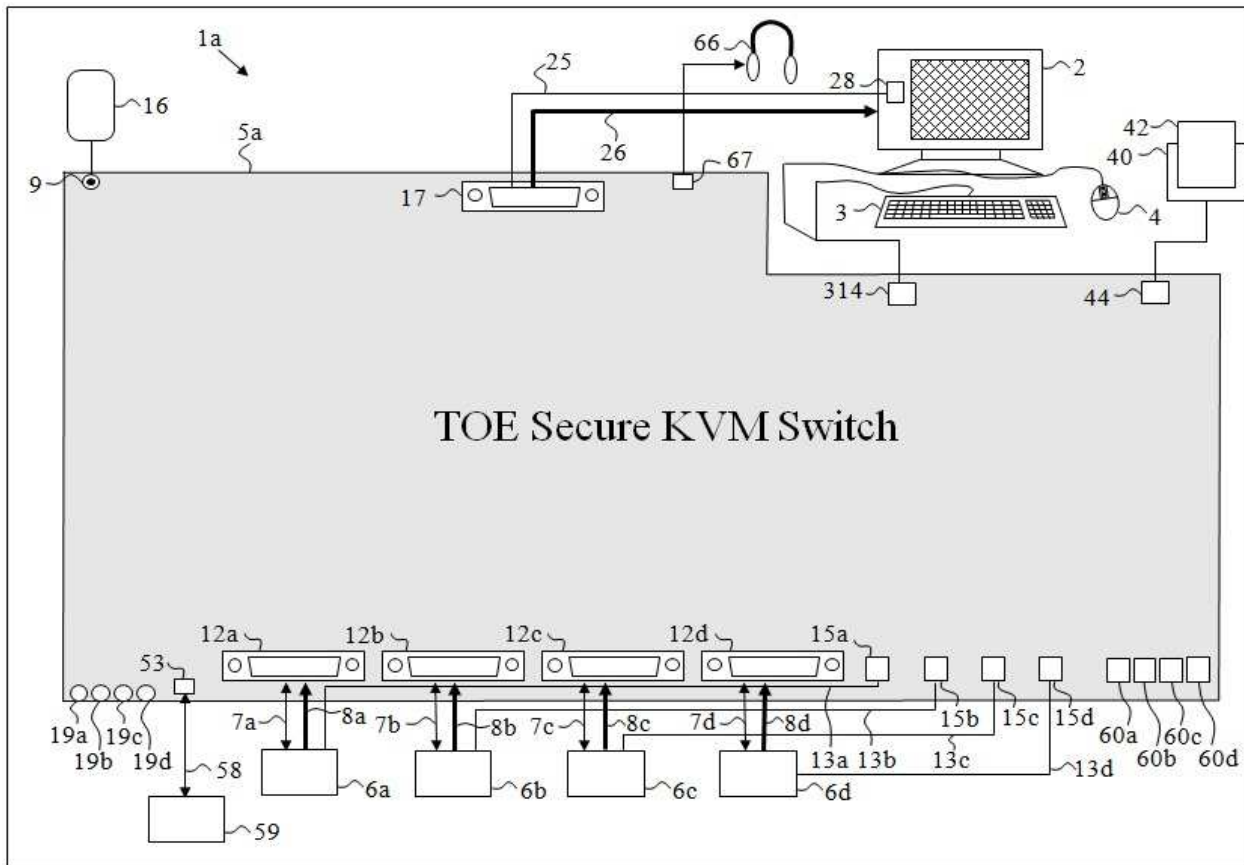 1a
66
25
2
28
16
42
5a
40
26
67
9
17
3
4
314
44
TOE Secure KVM Switch
12a
12b
12c
12d
15a
53
7a
8a
7b
8b
7c
8c
7d
8d
15b
15c
15d
19a
19c
60a
60c
19b
19d
58
13a
13b
13c
13d
60b
60d
6a
6b
6c
6d
59